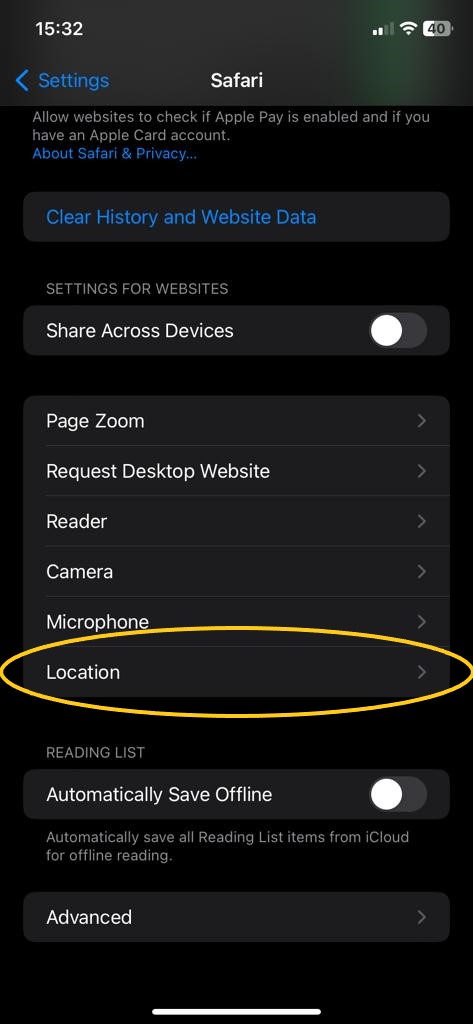 15:32
40
Settings
Safari
Allow websites to check if Apple Pay is enabled and if you
have an Apple Card account.
About Safari & Privacy...
Clear History and Website Data
SETTINGS FOR WEBSITES
Share Across Devices
Page Zoom
Request Desktop Website
Reader
Camera
Microphone
Location
READING LIST
Automatically Save Offline
Automatically save all Reading List items from iCloud
for offline reading.
Advanced